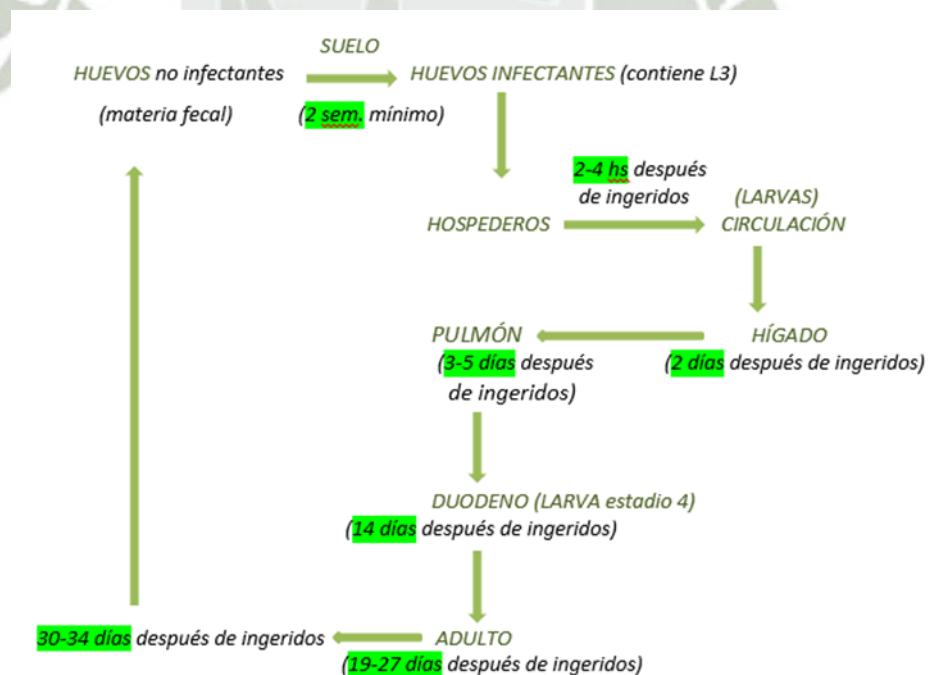 SUELO
HUEVOS no infectantes
HUEVOS INFECTANTES (contiene L3)
(materia fecal)
(2 sem. mínimo)
2-4 hs después
de ingeridos
(LARVAS)
HOSPEDEROS
CIRCULACIÓN
PULMÓN
HÍGADO
(3-5 días después
de ingeridos)
(2 días después de ingeridos)
DUODENO (LARVA estadio 4)
(14 días después de ingeridos)
30-34 días después de ingeridos
ADULTO
(19-27 días después de ingeridos)